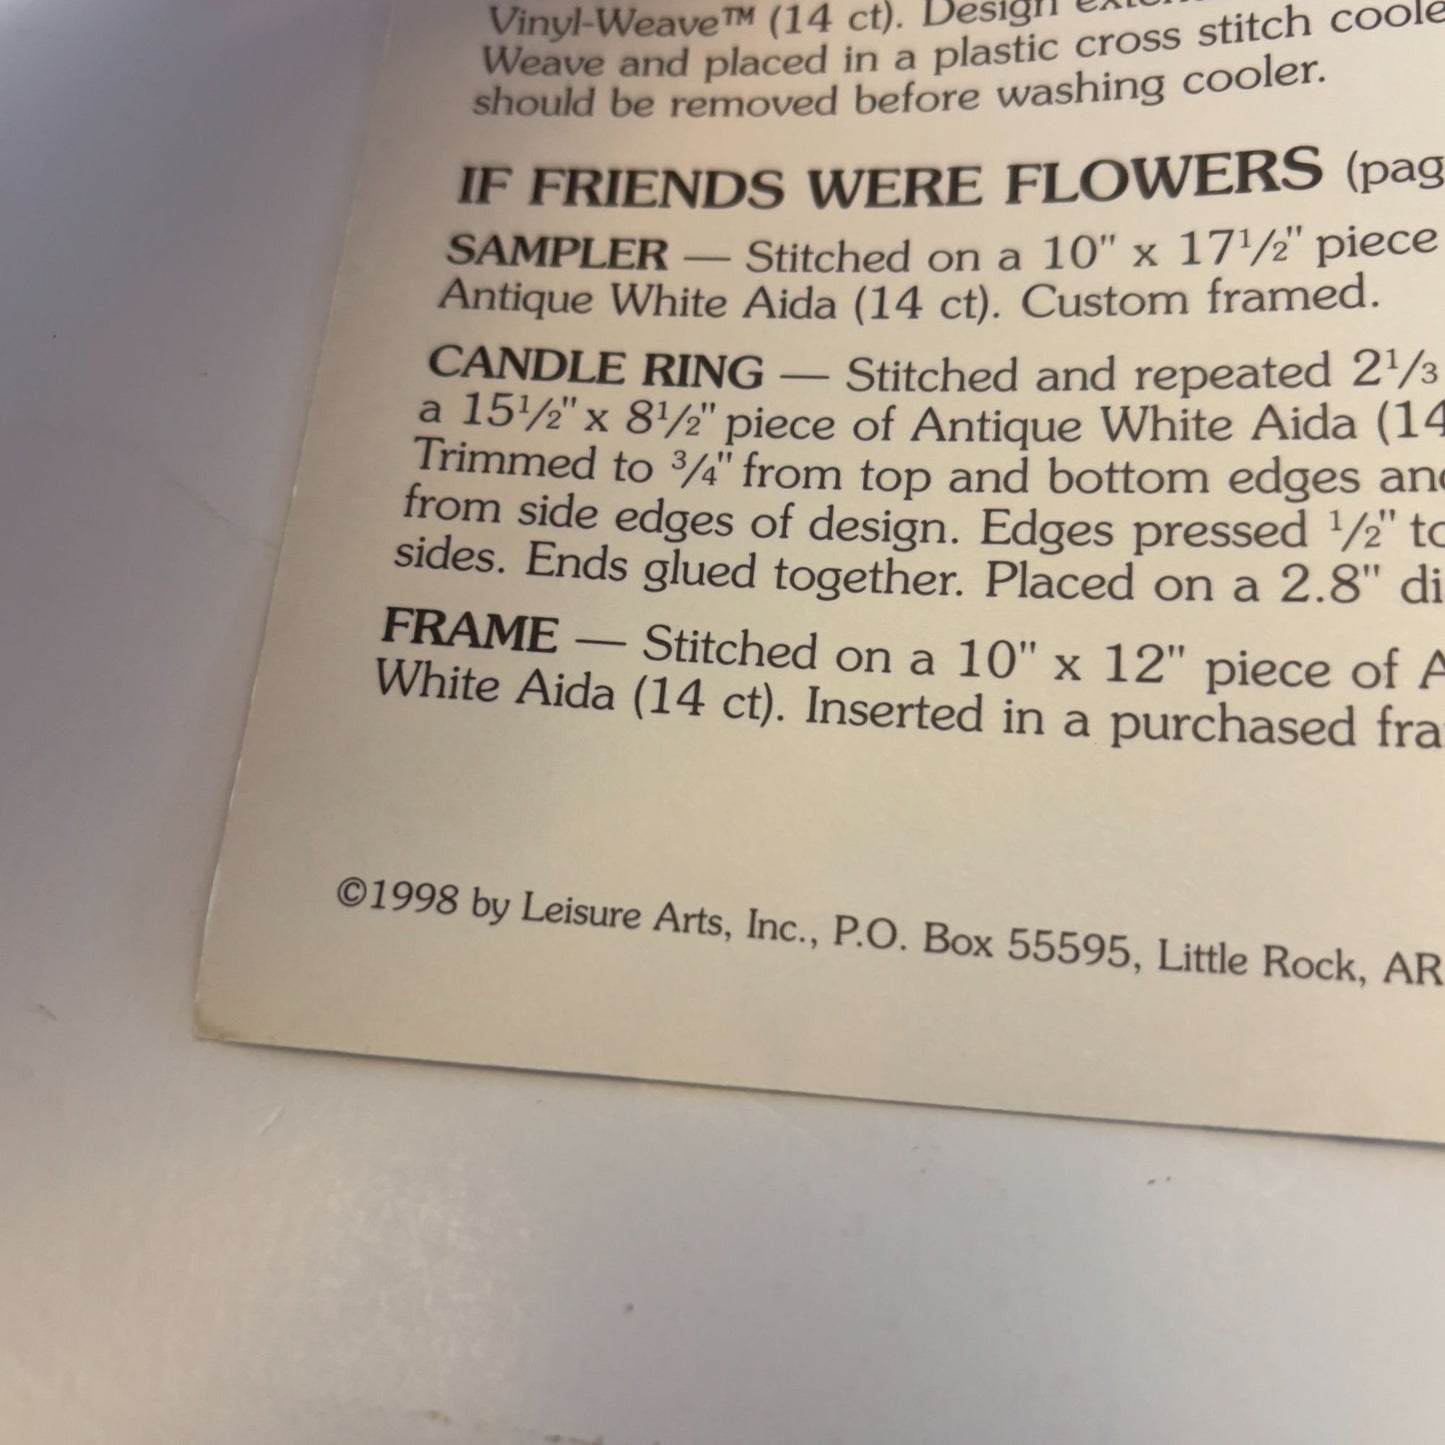 Vinyl-Weave™ (14 ct). Design
Weave and placed in a plastic cross stitch
should be removed before washing cooler.
IF FRIENDS WERE FLOWERS
SAMPLER — Stitched on a 10" x 17½" piece
Antique White Aida (14 ct). Custom framed.
CANDLE RING — Stitched and repeated 2⅓
a 15½" x 8½" piece of Antique White Aida (14
Trimmed to ¾" from top and bottom edges
from side edges of design. Edges pressed ½"
sides. Ends glued together. Placed on a 2.8"
FRAME — Stitched on a 10" x 12" piece of
White Aida (14 ct). Inserted in a purchased
©1998 by Leisure Arts, Inc., P.O. Box 55595, Little Rock, AR